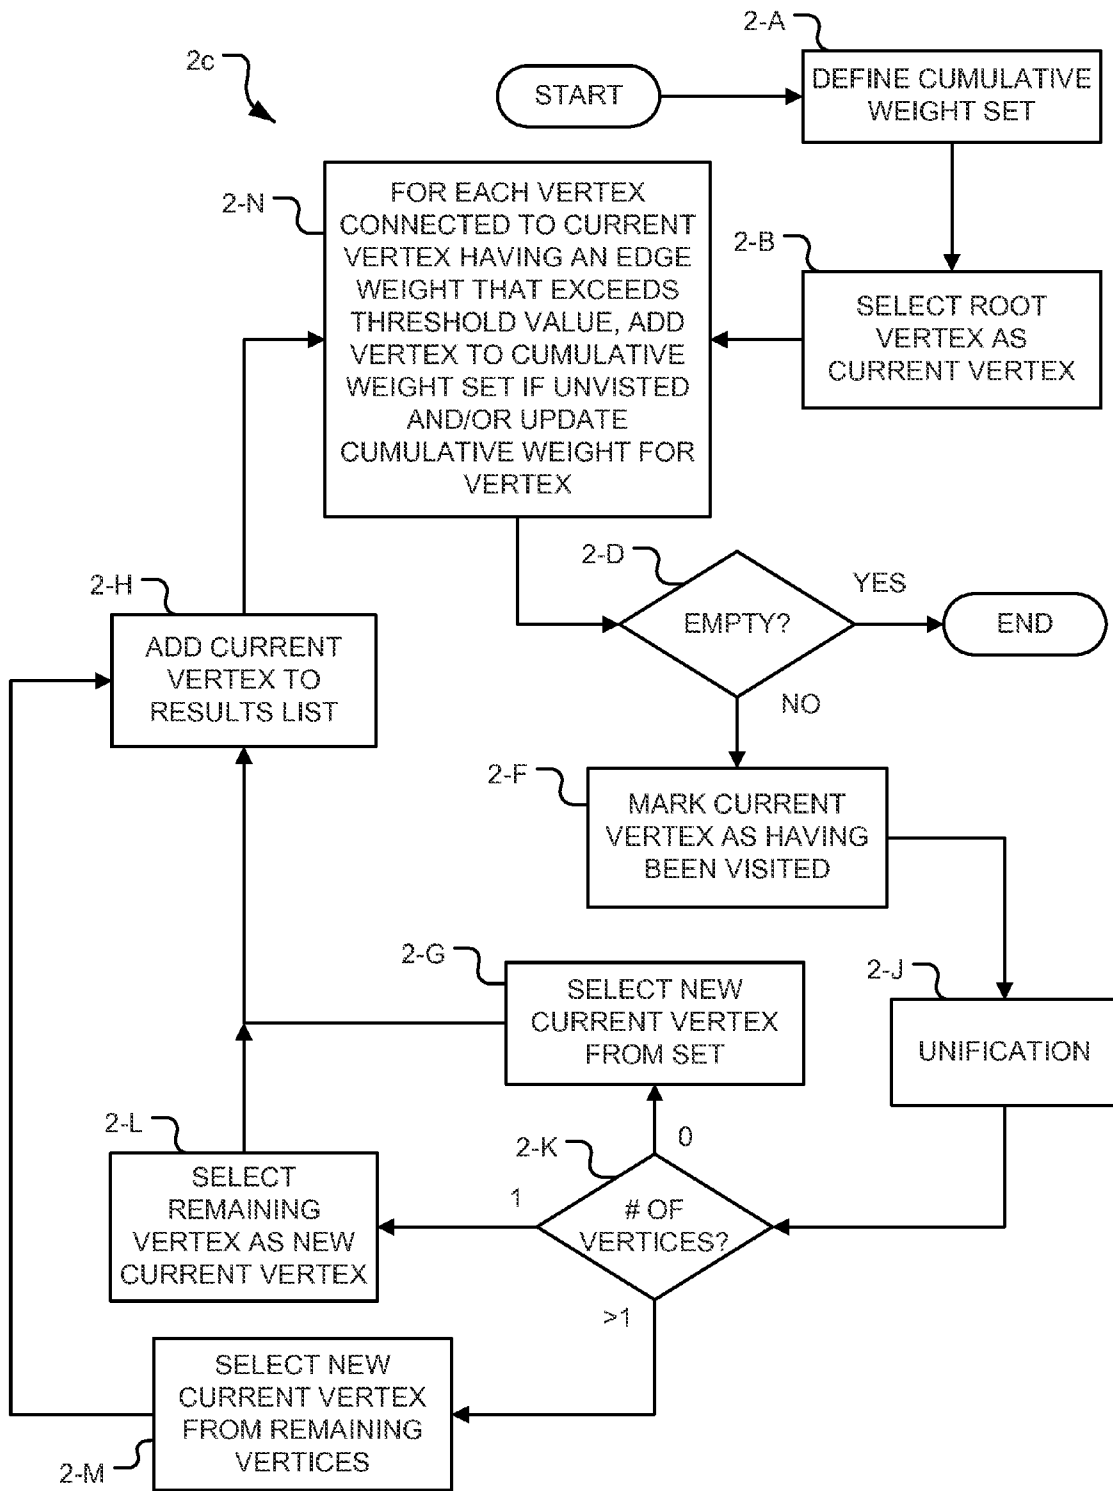 2c
START
2-A
DEFINE CUMULATIVE
WEIGHT SET
2-B
SELECT ROOT
VERTEX AS
CURRENT VERTEX
2-N
FOR EACH VERTEX
CONNECTED TO CURRENT
VERTEX HAVING AN EDGE
WEIGHT THAT EXCEEDS
THRESHOLD VALUE, ADD
VERTEX TO CUMULATIVE
WEIGHT SET IF UNVISTED
AND/OR UPDATE
CUMULATIVE WEIGHT FOR
VERTEX
2-D
EMPTY?
YES
END
NO
2-H
ADD CURRENT
VERTEX TO
RESULTS LIST
2-F
MARK CURRENT
VERTEX AS HAVING
BEEN VISITED
2-G
SELECT NEW
CURRENT VERTEX
FROM SET
2-J
UNIFICATION
2-K
# OF
VERTICES?
0
1
>1
2-L
SELECT
REMAINING
VERTEX AS NEW
CURRENT VERTEX
2-M
SELECT NEW
CURRENT VERTEX
FROM REMAINING
VERTICES